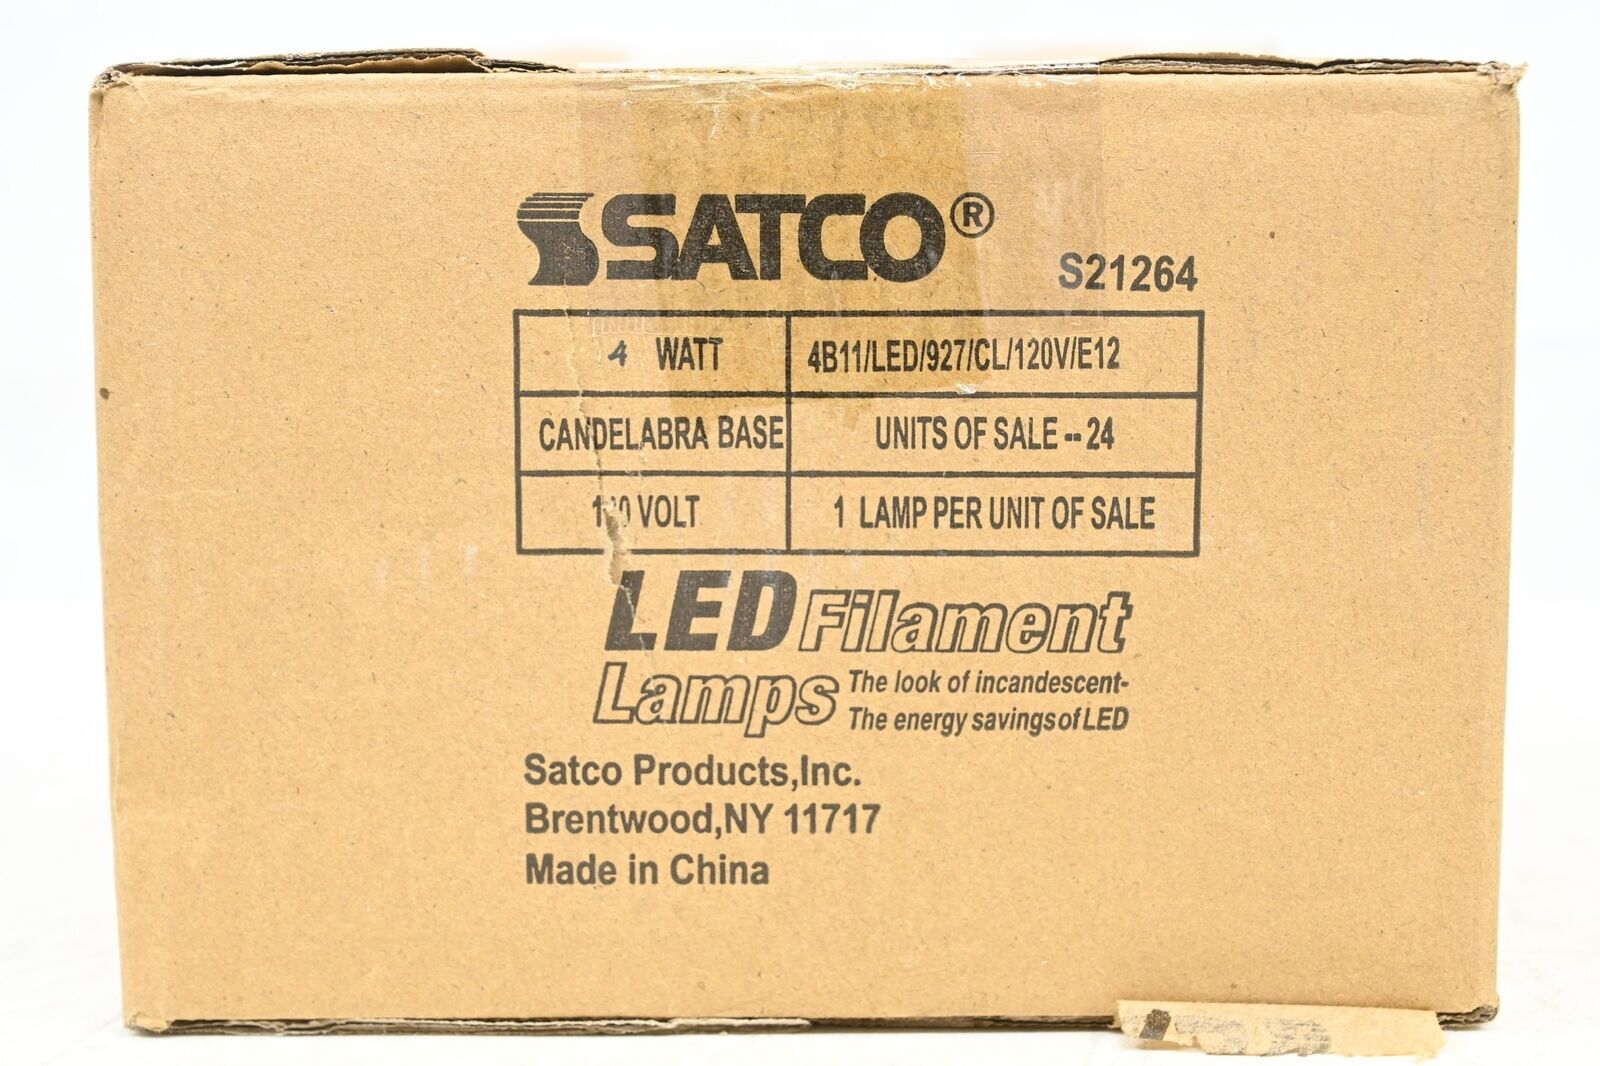 SATCO®
S21264
4 WATT
4B11/LED/927/CL/120V/E12
CANDELABRA BASE
UNITS OF SALE -- 24
VOLT
1 LAMP PER UNIT OF SALE
LED Filament
Lamps
The look of incandescent-
The energy savings of LED
Satco Products,Inc.
Brentwood,NY 11717
Made in China